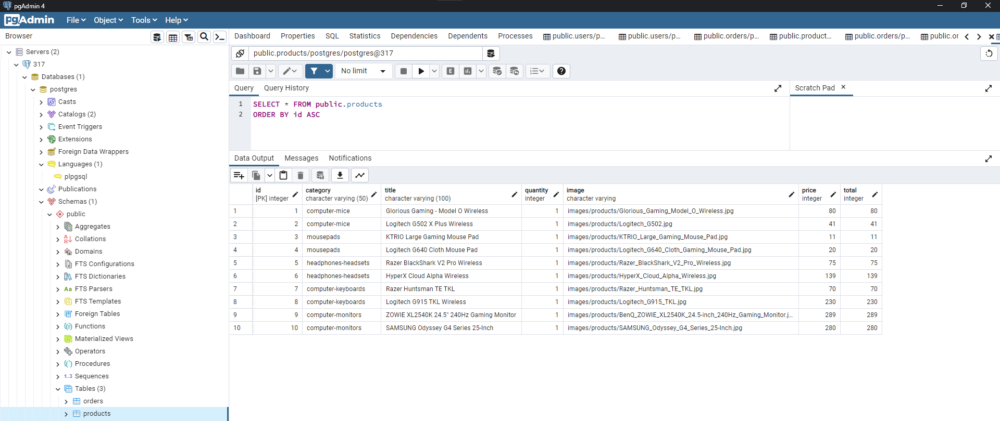 pgAdmin 4
pgAdmin File Object Tools Help
Browser
Dashboard Properties SQL Statistics Dependencies Dependents Processes public.users/p... public.users/p... public.orders/p... public.product... public.orders/p... public.or
Servers (2)
317
Databases (1)
postgres
Casts
Catalogs (2)
Event Triggers
Extensions
Foreign Data Wrappers
Languages (1)
plpgsql
Publications
Schemas (1)
public
Aggregates
Collations
Domains
FTS Configurations
FTS Dictionaries
Aa FTS Parsers
FTS Templates
Foreign Tables
Functions
Materialized Views
Operators
Procedures
1..3 Sequences
Tables (3)
orders
products
public.products/postgres/postgres@317
No limit
E
Query Query History
Scratch Pad
1 SELECT * FROM public.products
2 ORDER BY id ASC
Data Output Messages Notifications
id category title quantity image price total
[PK] integer character varying (50) character varying (100) integer character varying integer integer
1 1 computer-mice Glorious Gaming - Model O Wireless 1 images/products/Glorious_Gaming_Model_O_Wireless.jpg 80 80
2 2 computer-mice Logitech G502 X Plus Wireless 1 images/products/Logitech_G502.jpg 41 41
3 3 mousepads KTRIO Large Gaming Mouse Pad 1 images/products/KTRIO_Large_Gaming_Mouse_Pad.jpg 11 11
4 4 mousepads Logitech G640 Cloth Mouse Pad 1 images/products/Logitech_G640_Cloth_Gaming_Mouse_Pad.jpg 20 20
5 5 headphones-headsets Razer BlackShark V2 Pro Wireless 1 images/products/Razer_BlackShark_V2_Pro_Wireless.jpg 75 75
6 6 headphones-headsets HyperX Cloud Alpha Wireless 1 images/products/HyperX_Cloud_Alpha_Wireless.jpg 139 139
7 7 computer-keyboards Razer Huntsman TE TKL 1 images/products/Razer_Huntsman_TE_TKL.jpg 70 70
8 8 computer-keyboards Logitech G915 TKL Wireless 1 images/products/Logitech_G915_TKL.jpg 230 230
9 9 computer-monitors ZOWIE XL2540K 24.5" 240Hz Gaming Monitor 1 images/products/BenQ_ZOWIE_XL2540K_24.5-inch_240Hz_Gaming_Monitor.j... 289 289
10 10 computer-monitors SAMSUNG Odyssey G4 Series 25-Inch 1 images/products/SAMSUNG_Odyssey_G4_Series_25-Inch.jpg 280 280